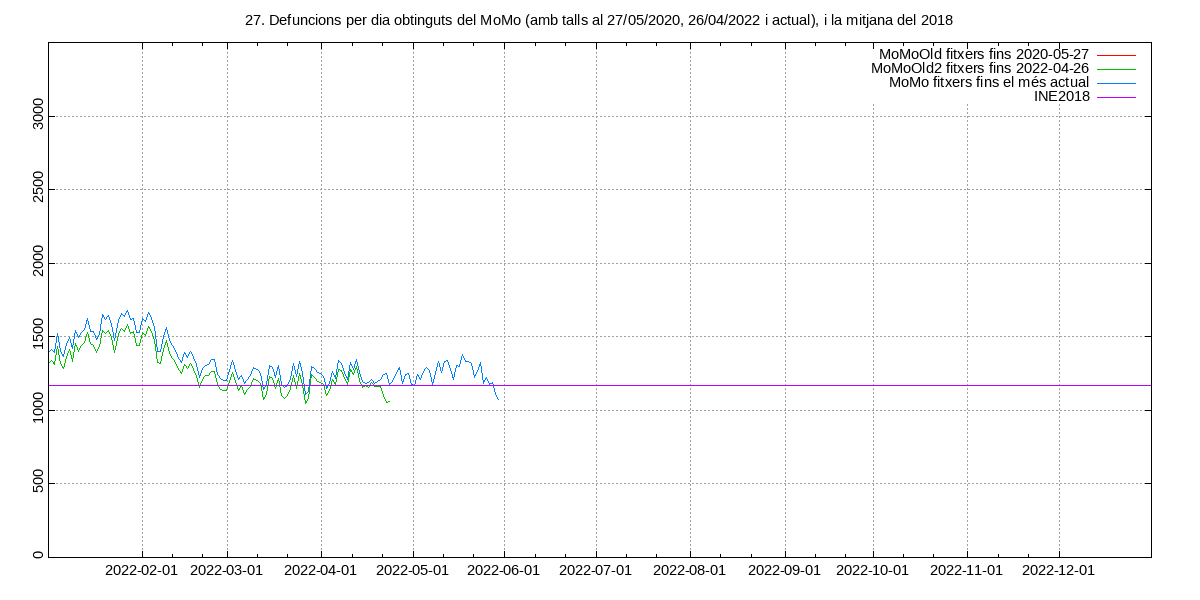 27. Defuncions per dia obtinguts del MoMo (amb talls al 27/05/2020, 26/04/2022 i actual), i la mitjana del 2018
MoMoOld fitxers fins 2020-05-27
MoMoOld2 fitxers fins 2022-04-26
MoMo fitxers fins el més actual
INE2018
3000
2500
2000
1500
1000
500
0
2022-02-01 2022-03-01 2022-04-01 2022-05-01 2022-06-01 2022-07-01 2022-08-01 2022-09-01 2022-10-01 2022-11-01 2022-12-01